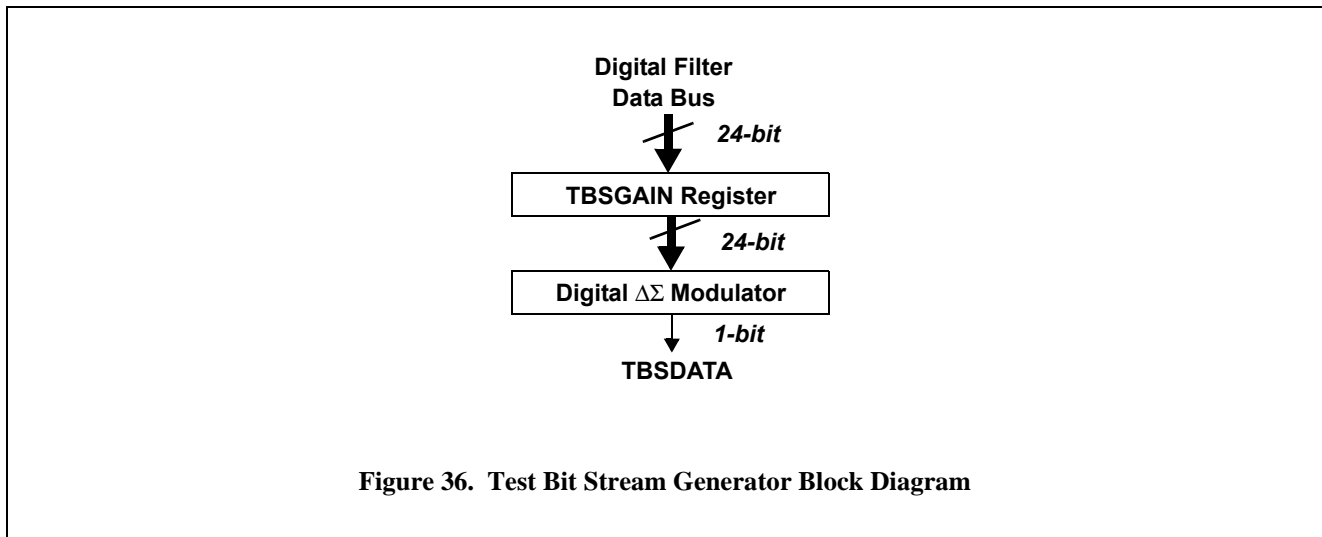 Digital Filter
Data Bus
24-bit
TBSGAIN Register
24-bit
Digital ΔΣ Modulator
1-bit
TBSDATA
Figure 36. Test Bit Stream Generator Block Diagram